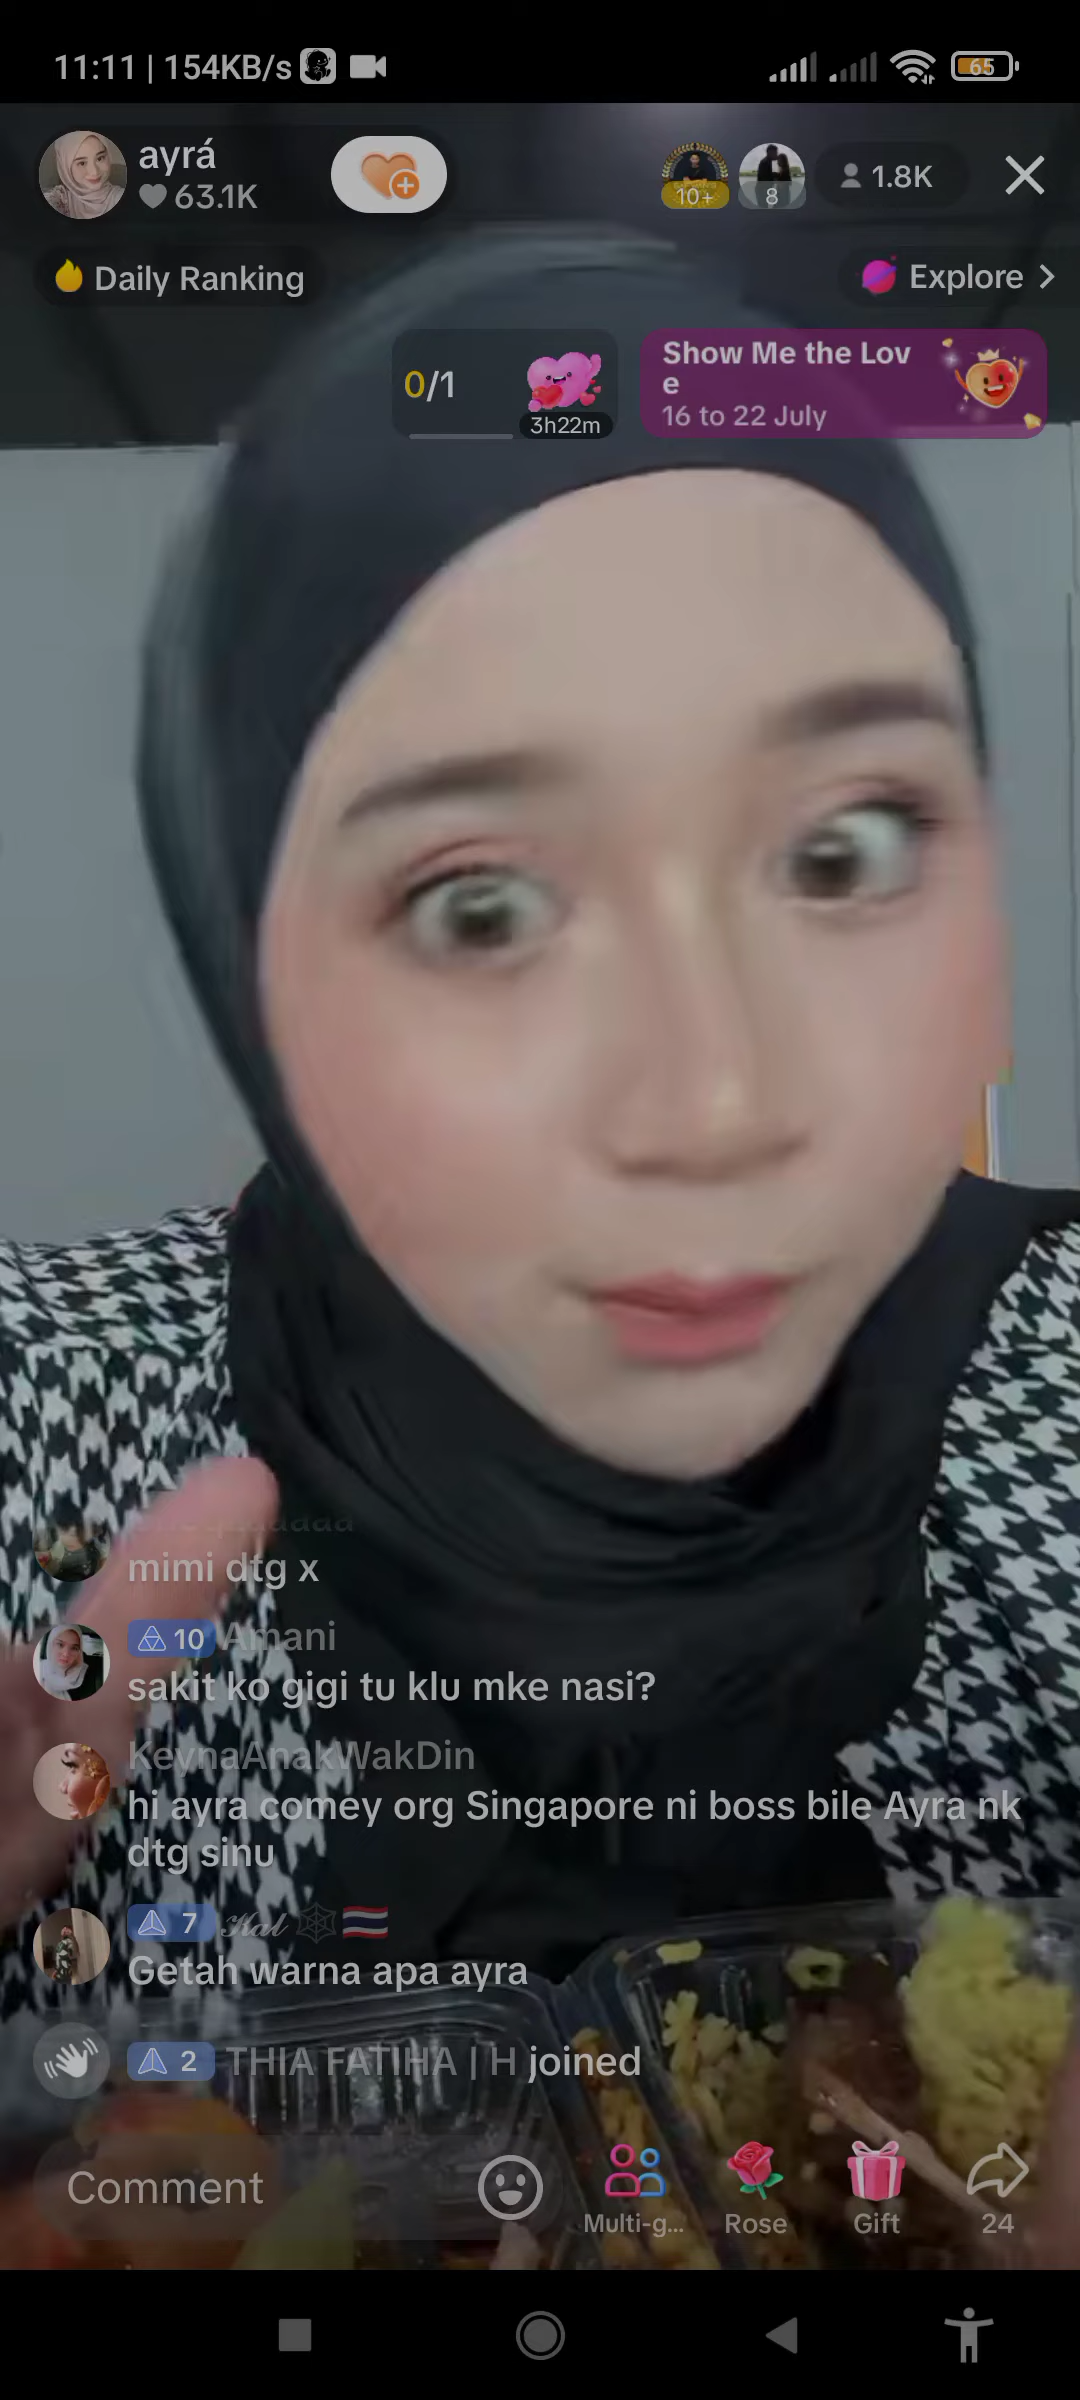 11:11 | 154KB/s
65
ayrá
63.1K
10+
8
1.8K
Daily Ranking
Explore
0/1
3h22m
Show Me the Lov
e
16 to 22 July
mimi dtg x
10 Amani
sakit ko gigi tu klu mke nasi?
KeynaAnakWakDin
hi ayra comey org Singapore ni boss bile Ayra nk
dtg sinu
7 𝒦𝒶𝓁 🕸️🇹🇭
Getah warna apa ayra
2 THIA FATIHA | H joined
Comment
Multi-g...
Rose
Gift
24